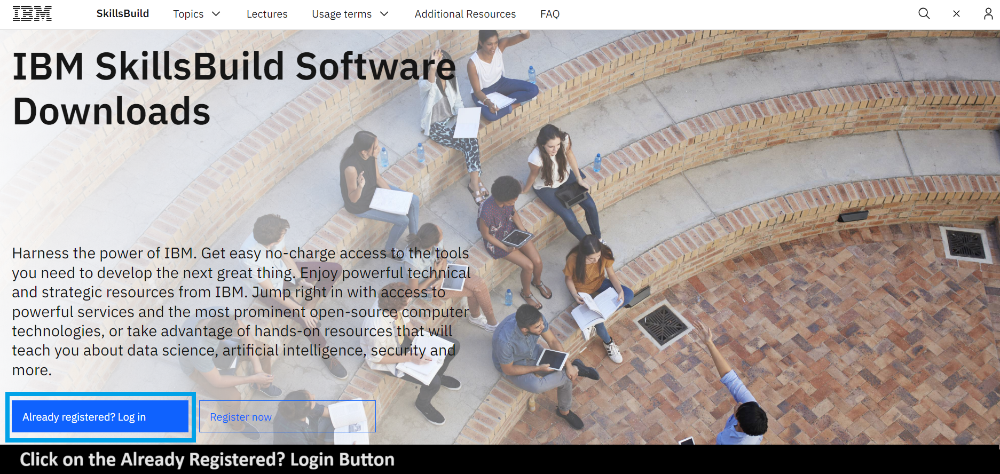 IBM SkillsBuild Topics Lectures Usage terms Additional Resources FAQ
IBM SkillsBuild Software
Downloads
Harness the power of IBM. Get easy no-charge access to the tools
you need to develop the next great thing. Enjoy powerful technical
and strategic resources from IBM. Jump right in with access to
powerful services and the most prominent open-source computer
technologies, or take advantage of hands-on resources that will
teach you about data science, artificial intelligence, security and
more.
Already registered? Log in Register now
Click on the Already Registered? Login Button